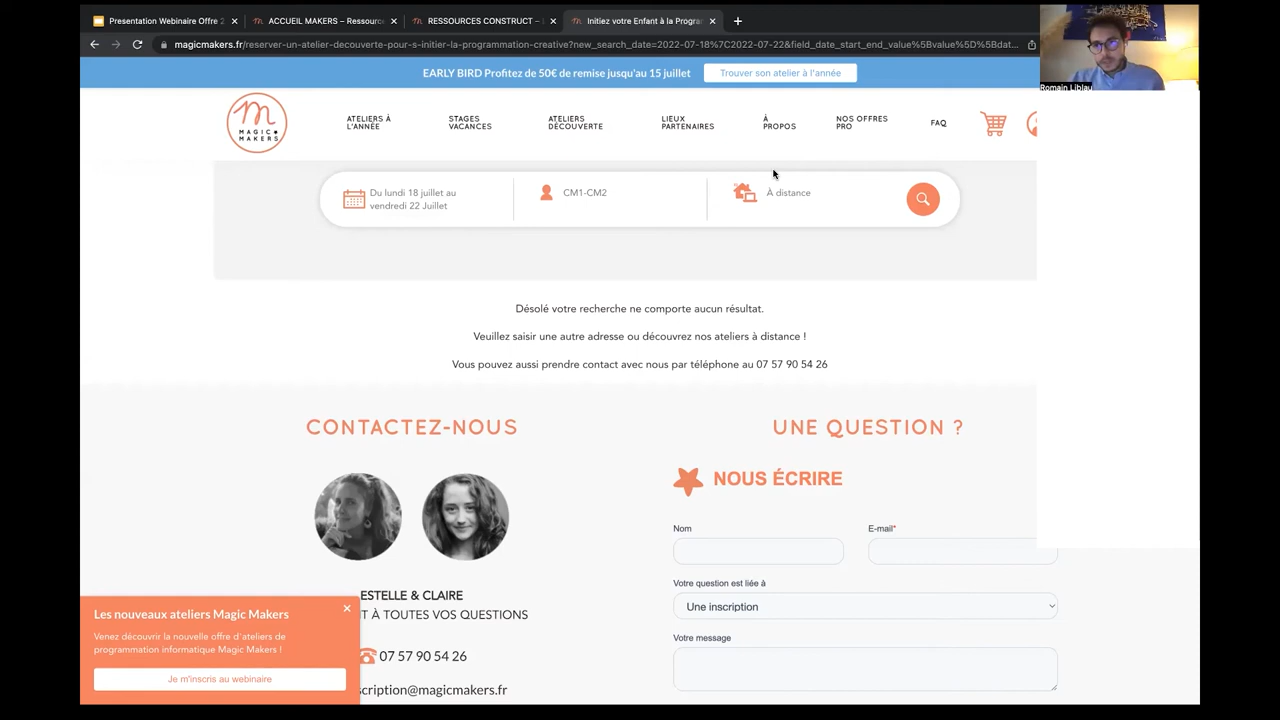 Presentation Webinaire Offre 2
ACCUEIL MAKERS – Ressourc
RESSOURCES CONSTRUCT –
Initiez votre Enfant à la Progra
magicmakers.fr/reserver-un-atelier-decouverte-pour-s-initier-la-programmation-creative?new_search_date=2022-07-18%7C2022-07-22&field_date_start_end_value%5Bvalue%5D%5Bdat...
Romain Liblau
EARLY BIRD Profitez de 50€ de remise jusqu'au 15 juillet
Trouver son atelier à l'année
MAGIC MAKERS
ATELIERS À L'ANNÉE
STAGES VACANCES
ATELIERS DÉCOUVERTE
LIEUX PARTENAIRES
À PROPOS
NOS OFFRES PRO
FAQ
Du lundi 18 juillet au
vendredi 22 Juillet
CM1-CM2
À distance
Désolé votre recherche ne comporte aucun résultat.
Veuillez saisir une autre adresse ou découvrez nos ateliers à distance !
Vous pouvez aussi prendre contact avec nous par téléphone au 07 57 90 54 26
CONTACTEZ-NOUS
ESTELLE & CLAIRE
T À TOUTES VOS QUESTIONS
07 57 90 54 26
cription@magicmakers.fr
UNE QUESTION ?
NOUS ÉCRIRE
Nom
E-mail*
Votre question est liée à
Une inscription
Votre message
Les nouveaux ateliers Magic Makers
Venez découvrir la nouvelle offre d'ateliers de
programmation informatique Magic Makers !
Je m'inscris au webinaire